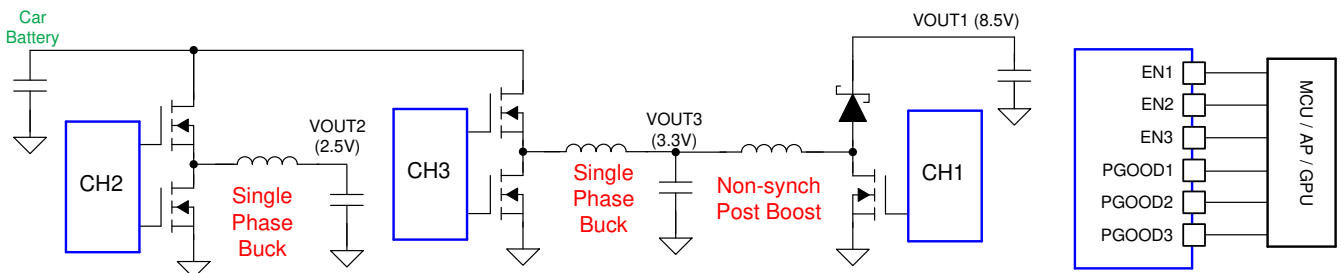 Car
Battery
CH2
VOUT2
(2.5V)
Single
Phase
Buck
CH3
VOUT3
(3.3V)
Single
Phase
Buck
Non-synch
Post Boost
VOUT1 (8.5V)
CH1
EN1
EN2
EN3
PGOOD1
PGOOD2
PGOOD3
MCU / AP / GPU